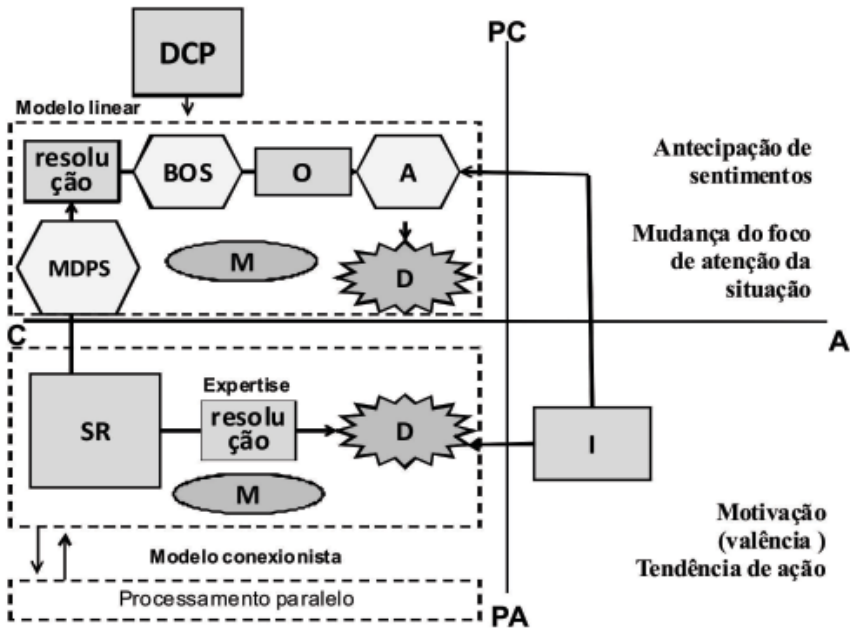 DCP
PC
Modelo linear
resolu
ção
BOS
O
A
Antecipação de
sentimentos
MDPS
M
D
Mudança do foco
de atenção da
situação
C
A
SR
Expertise
resolu
ção
D
I
M
Motivação
(valência )
Tendência de ação
Modelo conexionista
Processamento paralelo
PA